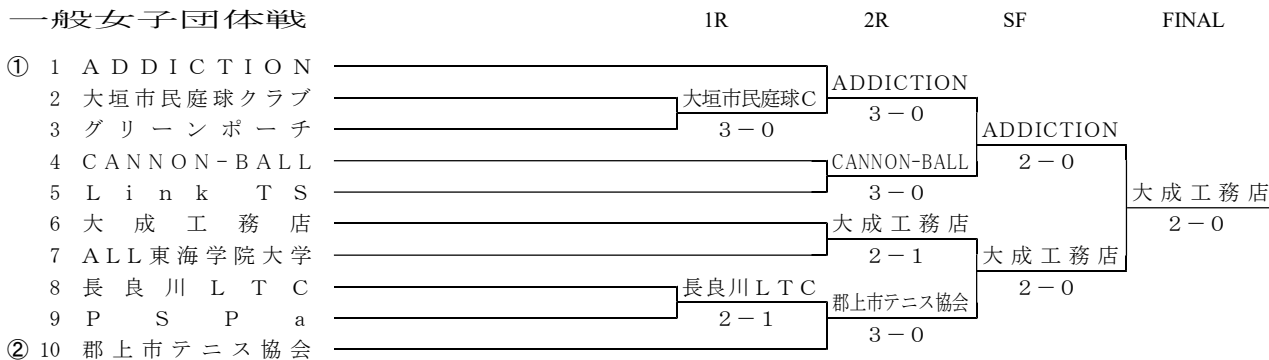 一般女子団体戦 1R 2R SF FINAL
① 1 ADDICTION
ADDICTION
2 大垣市民庭球クラブ 大垣市民庭球C
3-0
3 グリーンポーチ 3-0
ADDICTION
4 CANNON-BALL CANNON-BALL 2-0
5 Link TS 3-0 大成工務店
6 大成工務店 大成工務店 2-0
7 ALL東海学院大学 2-1 大成工務店
8 長良川LTC 長良川LTC 2-0
郡上市テニス協会
9 PSPa 2-1
3-0
② 10 郡上市テニス協会